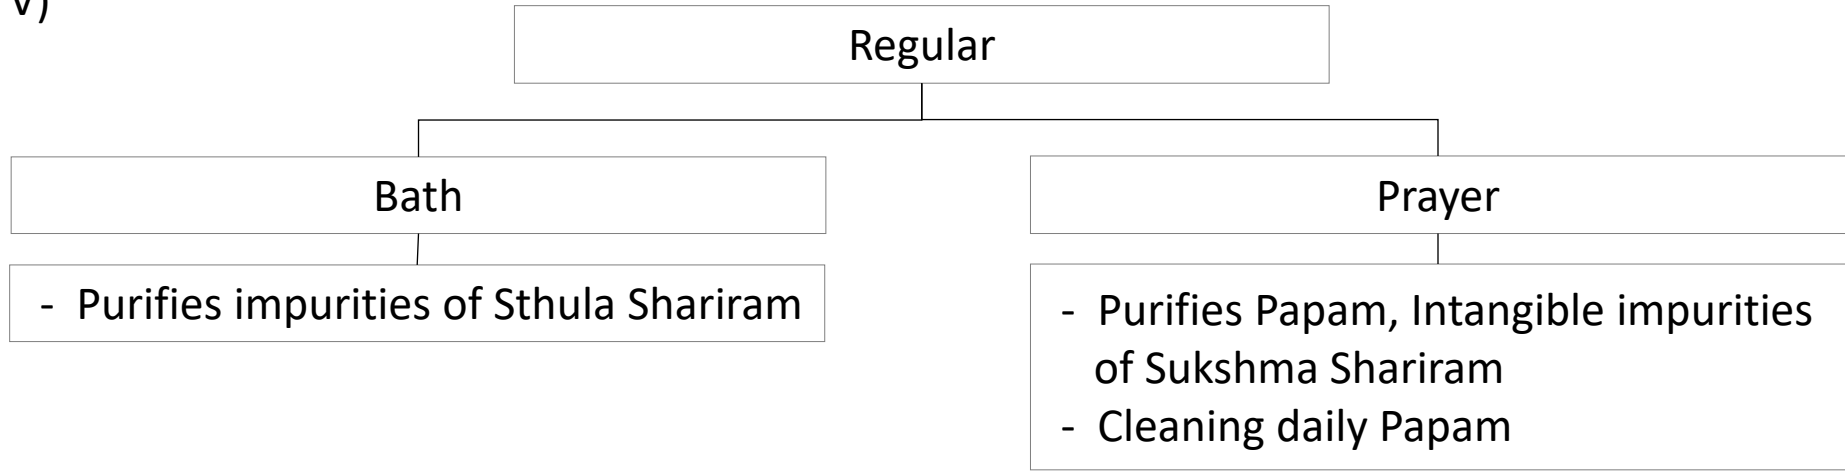 V)
Regular
Bath
Prayer
- Purifies impurities of Sthula Shariram
- Purifies Papam, Intangible impurities
of Sukshma Shariram
- Cleaning daily Papam